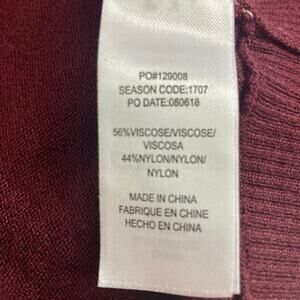 PO#129008
SEASON CODE:1707
PO DATE:080618
56%VISCOSE/VISCOSE/
VISCOSA
44%NYLON/NYLON/
NYLON
MADE IN CHINA
FABRIQUE EN CHINE
HECHO EN CHINA